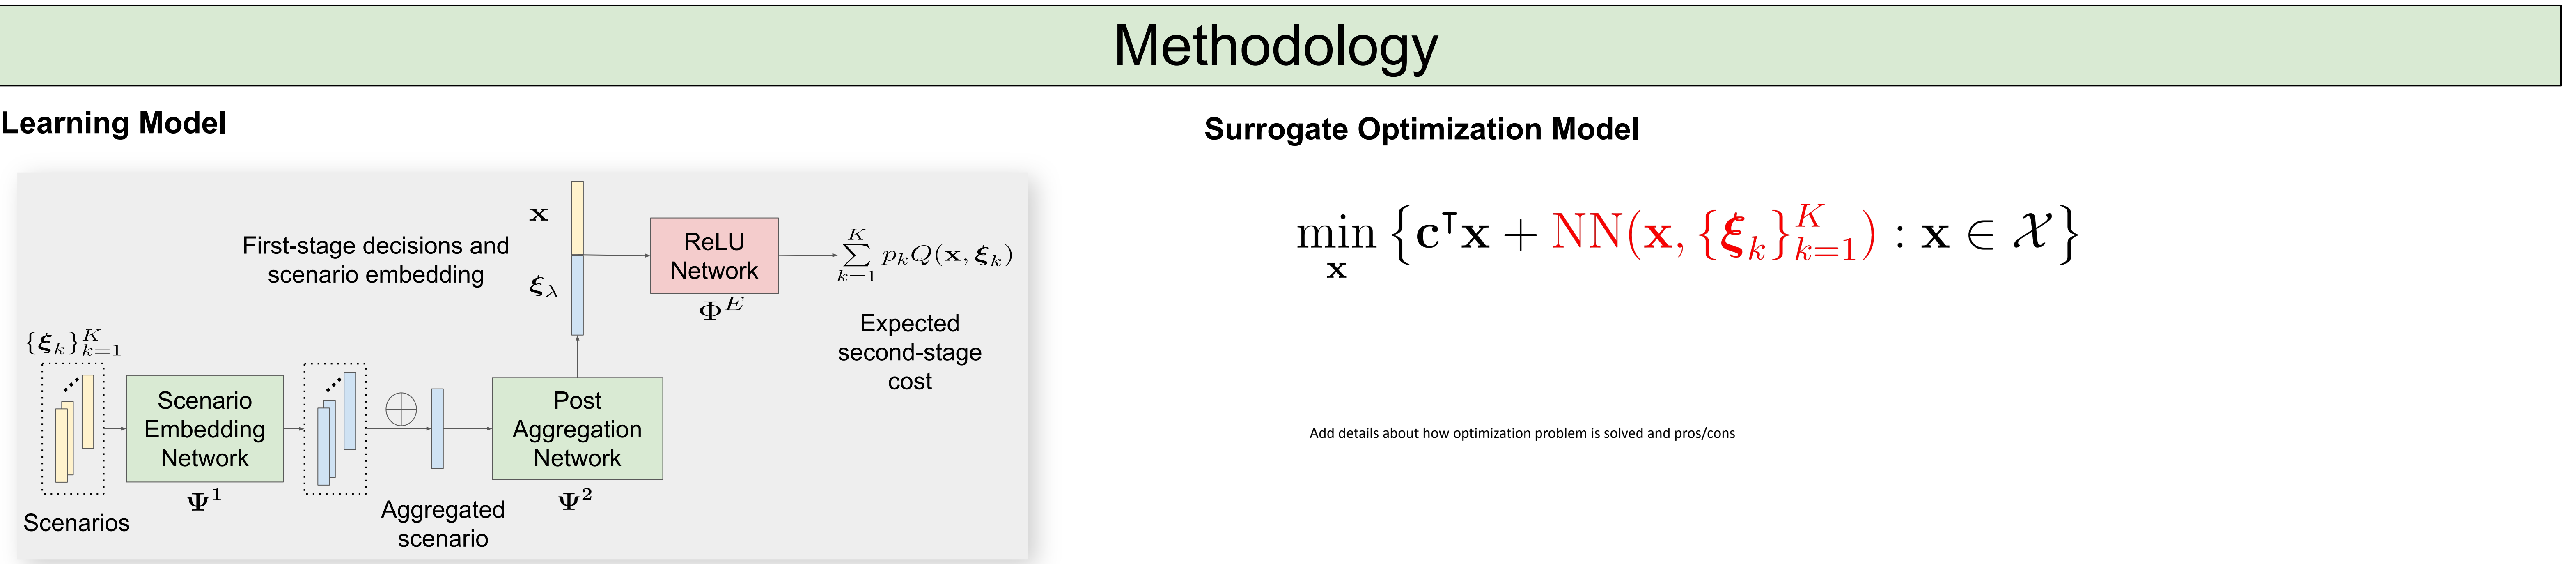 Methodology
Learning Model
x
First-stage decisions and
scenario embedding
ξ_λ
ReLU
Network
Φ^E
∑_{k=1}^{K} p_k Q(x, ξ_k)
Expected
second-stage
cost
{ξ_k}_{k=1}^{K}
Scenarios
Scenario
Embedding
Network
Ψ^1
Aggregated
scenario
Post
Aggregation
Network
Ψ^2
Surrogate Optimization Model
min_x {c^⊺x + NN(x, {ξ_k}_{k=1}^{K}) : x ∈ 𝒳}
Add details about how optimization problem is solved and pros/cons